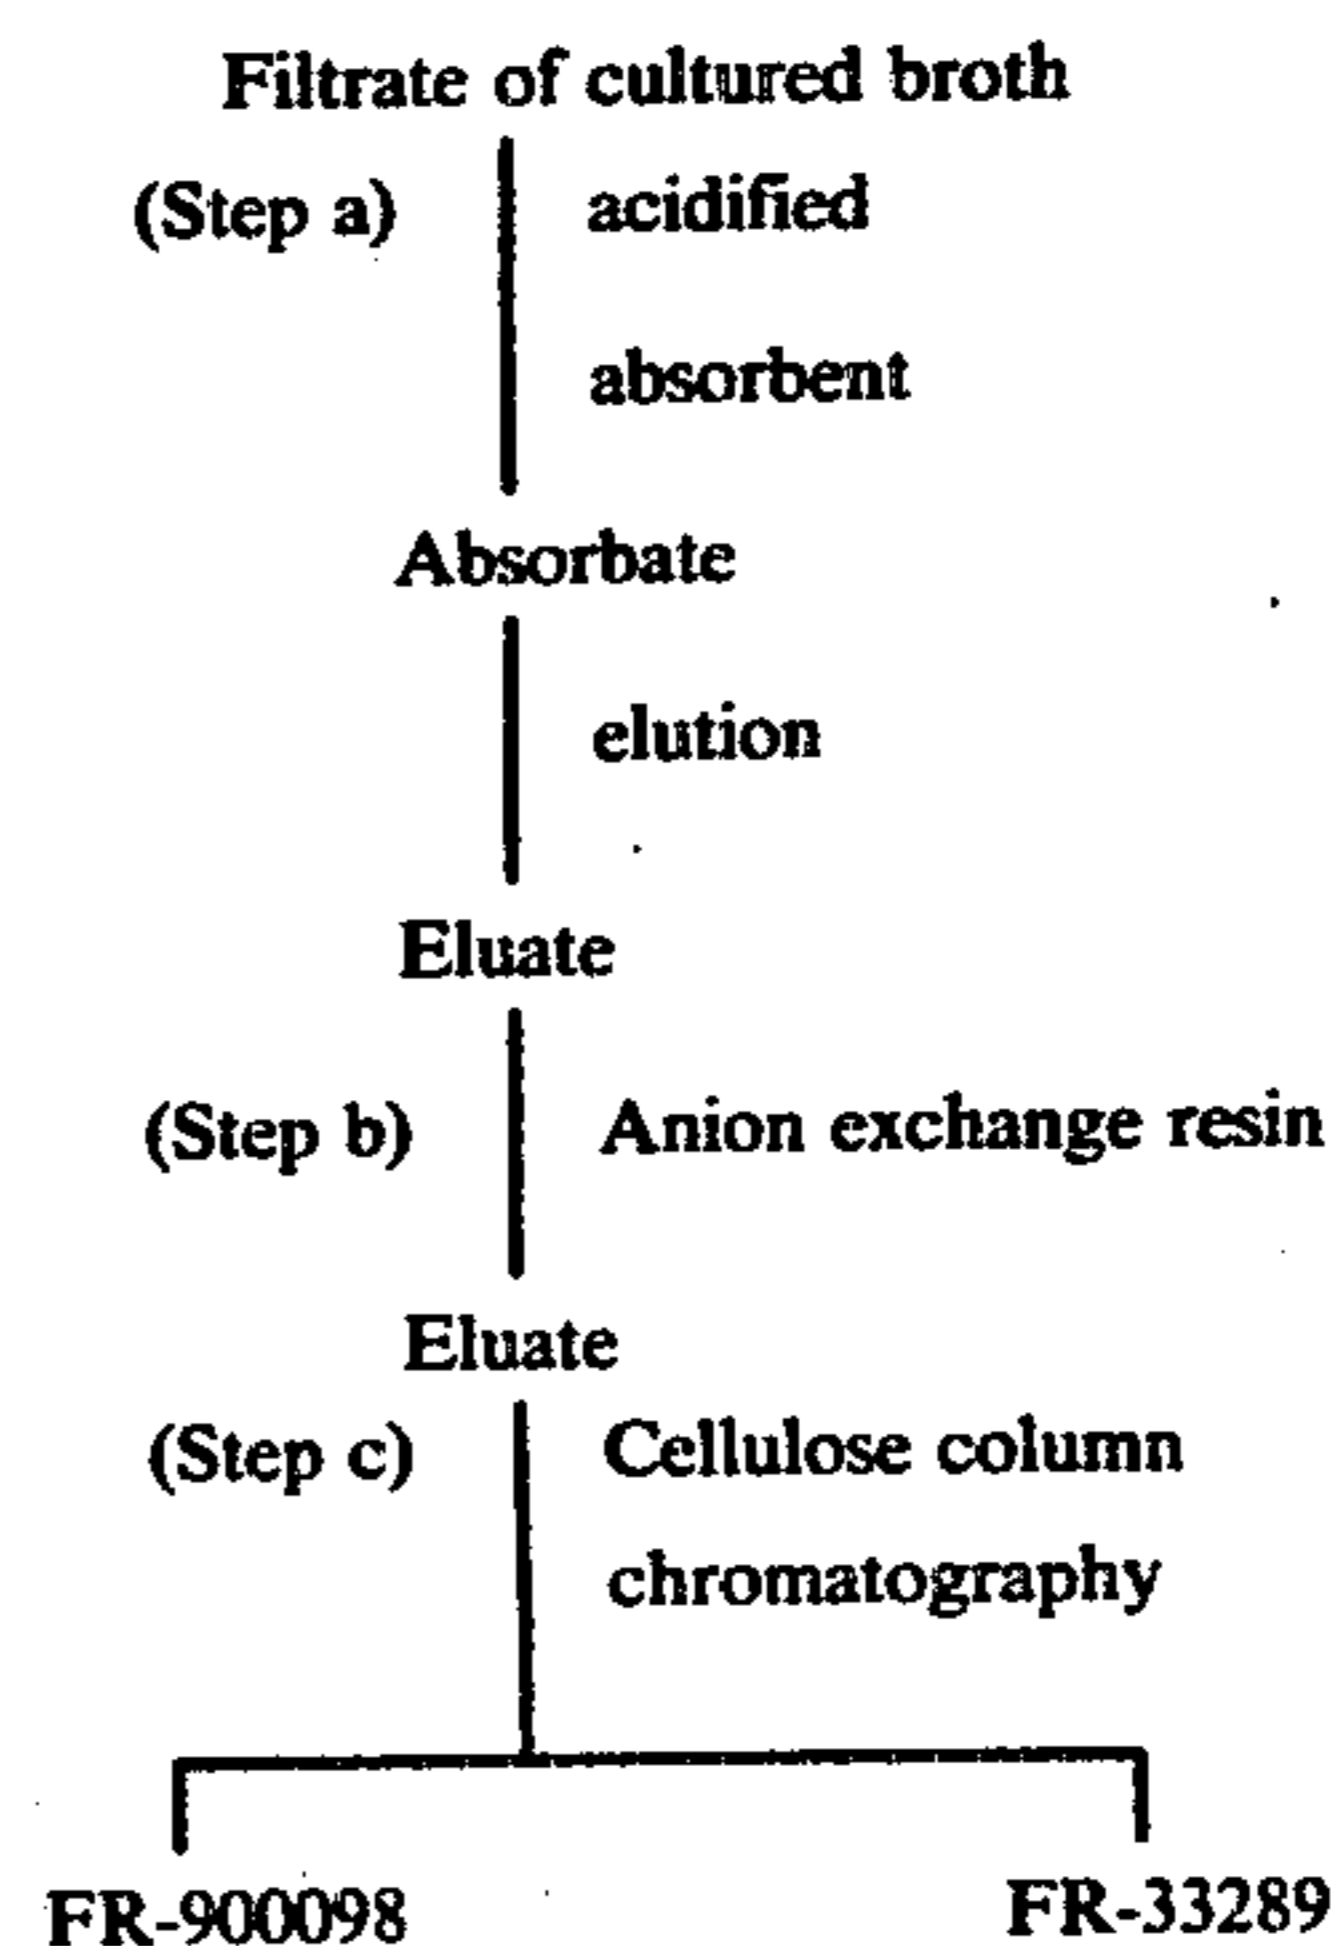 Filtrate of cultured broth
(Step a) acidified
absorbent
Absorbate
elution
Eluate
(Step b) Anion exchange resin
Eluate
(Step c) Cellulose column
chromatography
FR-900098 FR-33289